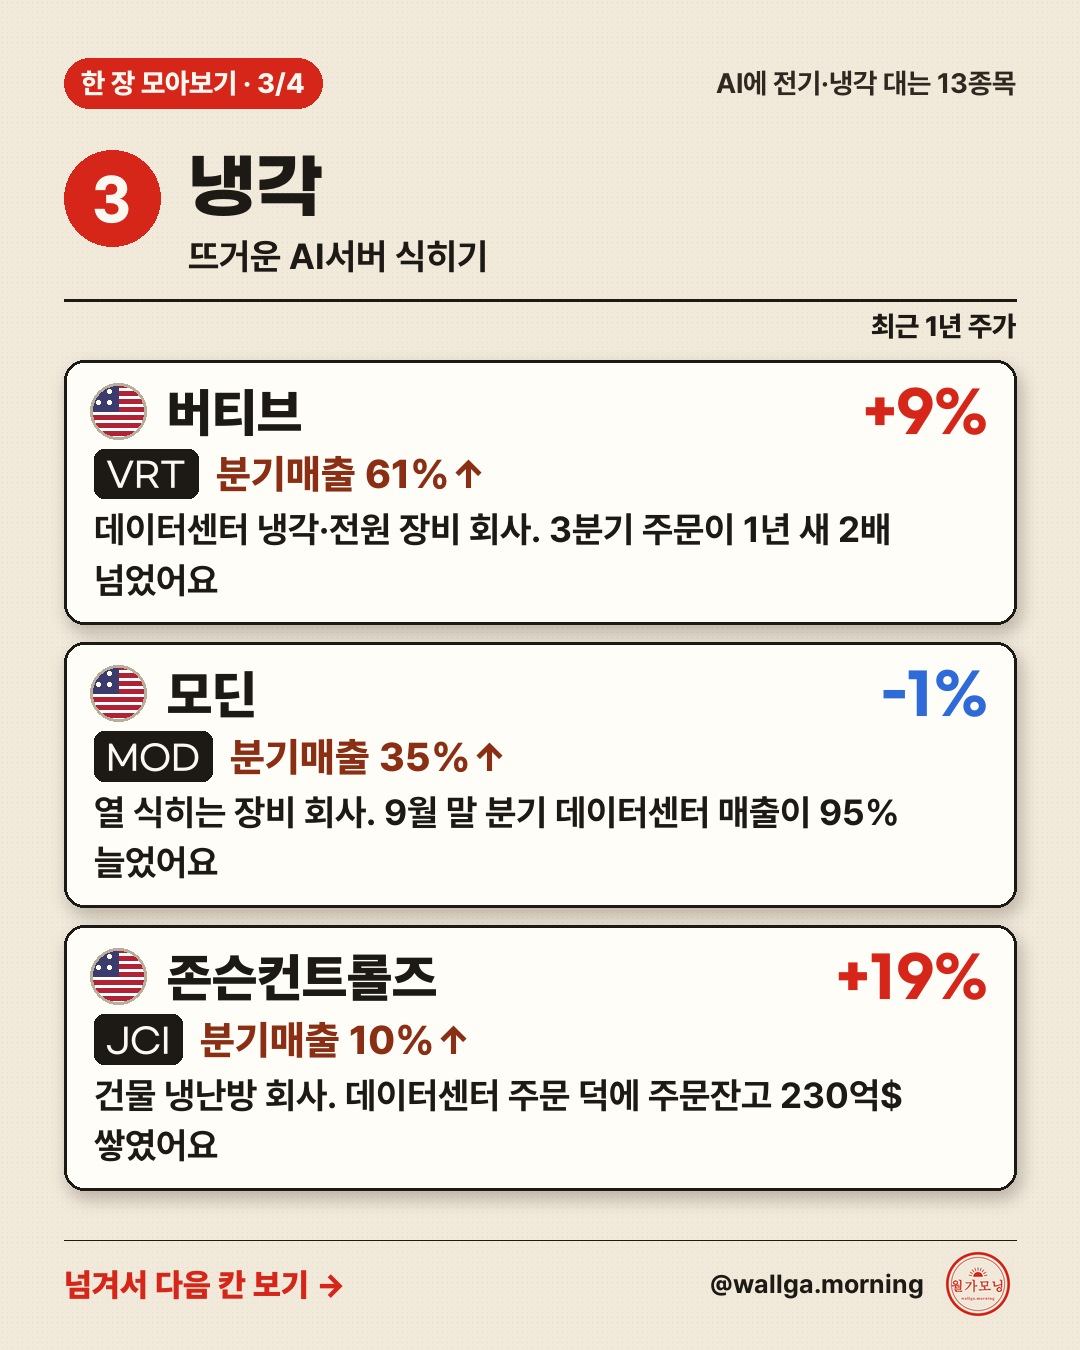 한 장 모아보기 · 3/4
AI에 전기·냉각 대는 13종목
3
냉각
뜨거운 AI서버 식히기
최근 1년 주가
버티브
+9%
VRT 분기매출 61%↑
데이터센터 냉각·전원 장비 회사. 3분기 주문이 1년 새 2배
넘었어요
모딘
-1%
MOD 분기매출 35%↑
열 식히는 장비 회사. 9월 말 분기 데이터센터 매출이 95%
늘었어요
존슨컨트롤즈
+19%
JCI 분기매출 10%↑
건물 냉난방 회사. 데이터센터 주문 덕에 주문잔고 230억$
쌓였어요
넘겨서 다음 칸 보기 →
@wallga.morning
월가모닝
wallga.morning